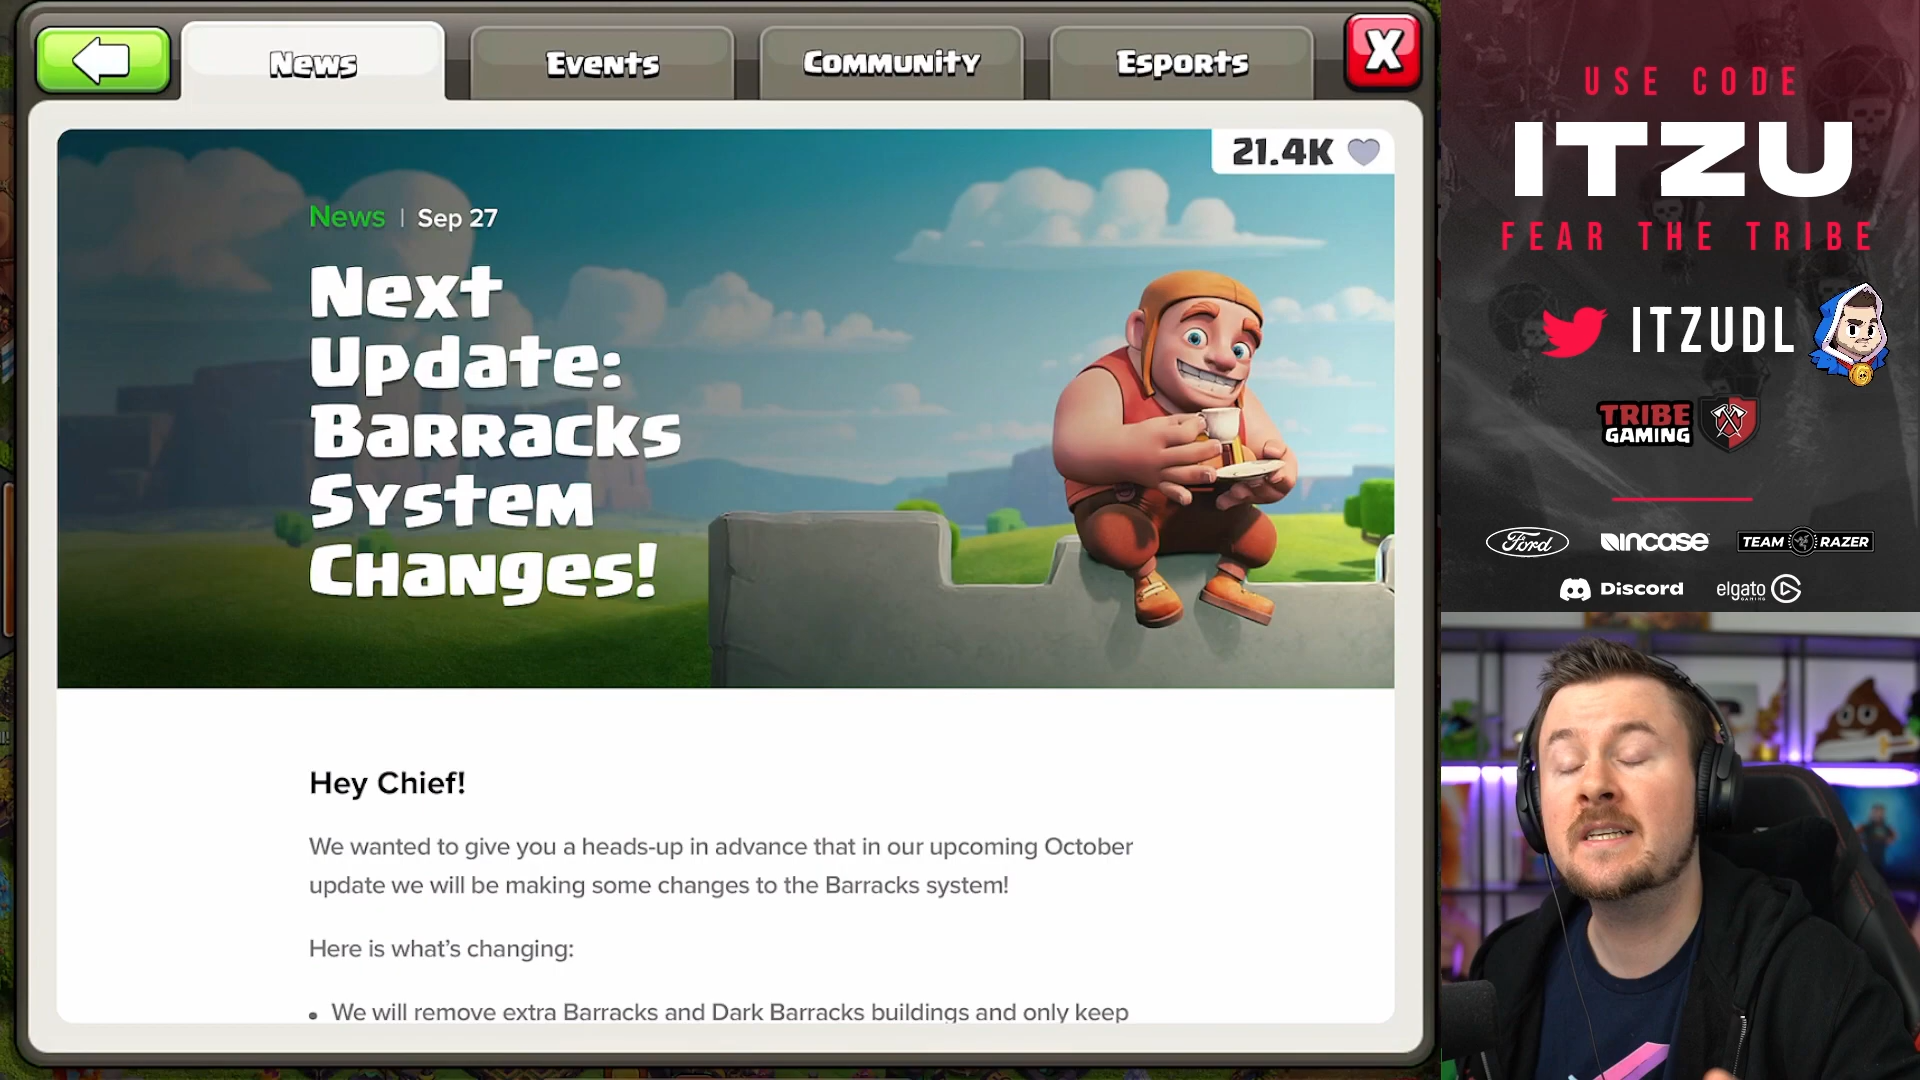 News
Events
Community
Esports
X
21.4K
News | Sep 27
Next
Update:
Barracks
System
Changes!
Hey Chief!
We wanted to give you a heads-up in advance that in our upcoming October
update we will be making some changes to the Barracks system!
Here is what's changing:
• We will remove extra Barracks and Dark Barracks buildings and only keep
USE CODE
ITZU
FEAR THE TRIBE
ITZUDL
TRIBE
GAMING
Ford
INCASE
TEAM RAZER
Discord
elgato
GAMING